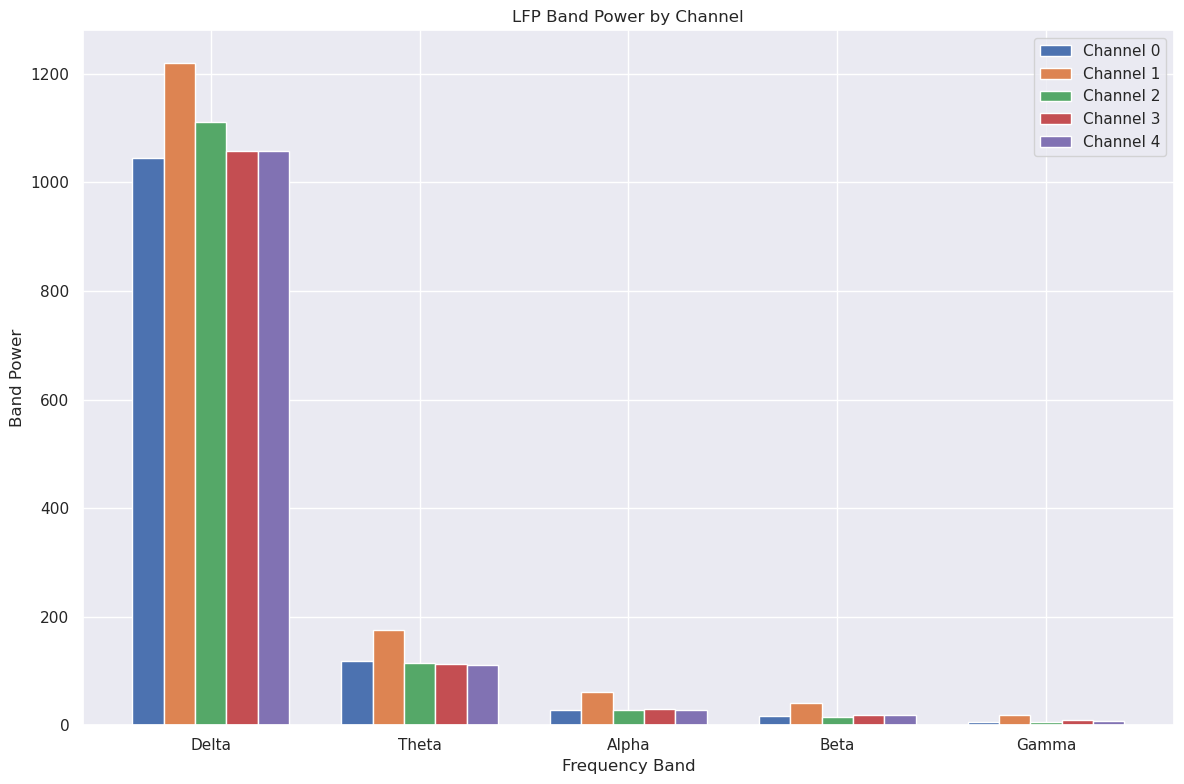 LFP Band Power by Channel
Channel 0
Channel 1
Channel 2
Channel 3
Channel 4
Band Power
1200
1000
800
600
400
200
0
Delta Theta Alpha Beta Gamma
Frequency Band